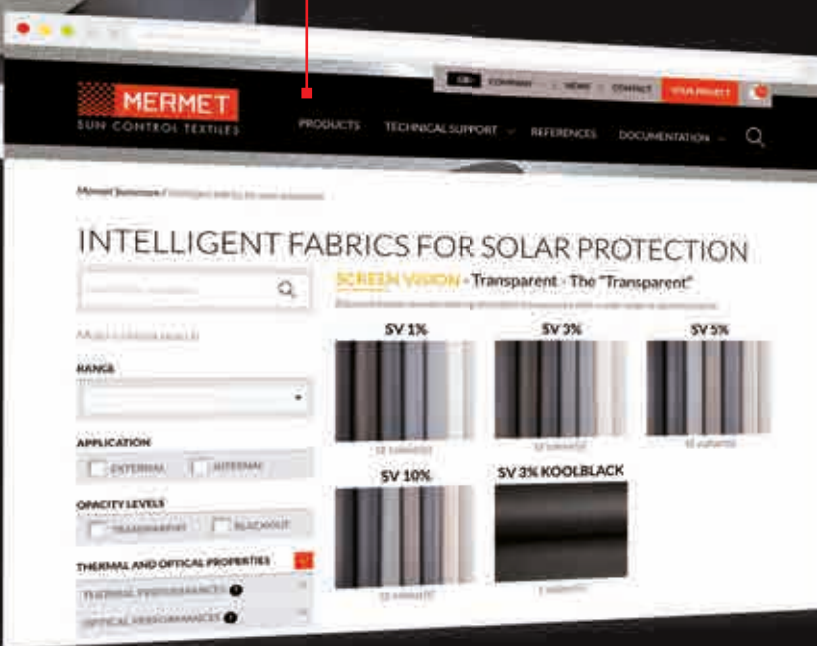 MERMET
SUN CONTROL TEXTILES
COMPANY NEWS CONTACT YOUR PROJECT
PRODUCTS TECHNICAL SUPPORT REFERENCES DOCUMENTATION
INTELLIGENT FABRICS FOR SOLAR PROTECTION
SCREEN VISION - Transparent - The "Transparent"
SV 1% SV 3% SV 5%
RANGE
APPLICATION
EXTERNAL INTERNAL
SV 10% SV 3% KOOLBLACK
OPACITY LEVELS
TRANSPARENT BLACKOUT
THERMAL AND OPTICAL PROPERTIES
THERMAL PERFORMANCES
OPTICAL PERFORMANCES